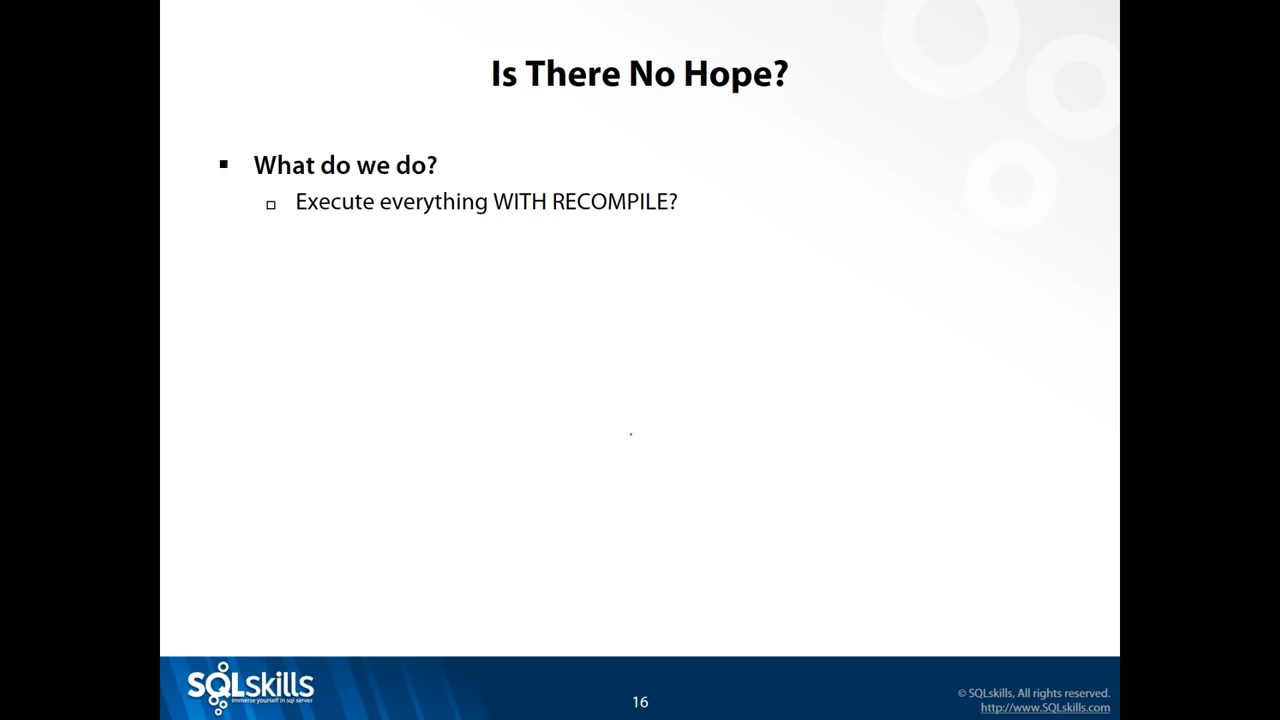 Is There No Hope?
What do we do?
Execute everything WITH RECOMPILE?
SQLskills
immerse yourself in sql server
16
© SQLskills, All rights reserved.
http://www.SQLskills.com